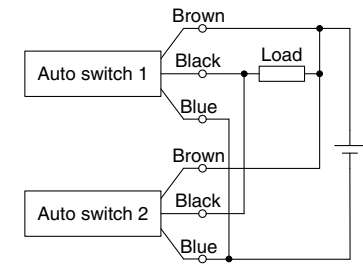 Brown
Auto switch 1
Black
Load
Blue
Brown
Auto switch 2
Black
Blue